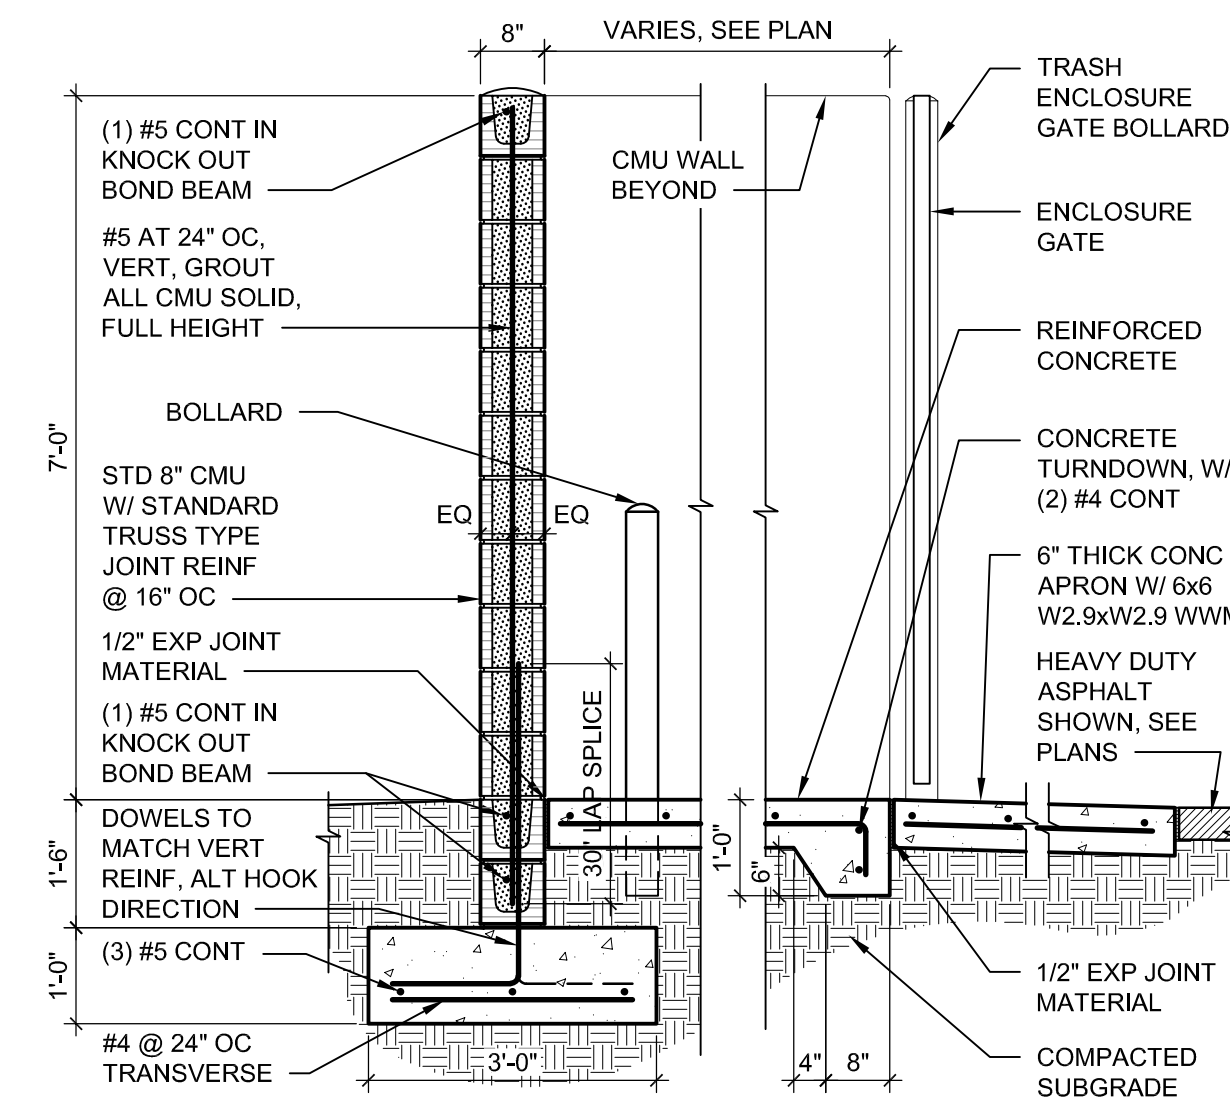 8"
VARIES, SEE PLAN
(1) #5 CONT IN
KNOCK OUT
BOND BEAM
#5 AT 24" OC,
VERT, GROUT
ALL CMU SOLID,
FULL HEIGHT
BOLLARD
7'-0"
STD 8" CMU
W/ STANDARD
TRUSS TYPE
JOINT REINF
@ 16" OC
EQ
EQ
1/2" EXP JOINT
MATERIAL
(1) #5 CONT IN
KNOCK OUT
BOND BEAM
DOWELS TO
MATCH VERT
REINF, ALT HOOK
DIRECTION
1'-6"
(3) #5 CONT
1'-0"
#4 @ 24" OC
TRANSVERSE
3'-0"
30" LAP SPLICE
CMU WALL
BEYOND
1'-0"
6"
4"
8"
TRASH
ENCLOSURE
GATE BOLLARD
ENCLOSURE
GATE
REINFORCED
CONCRETE
CONCRETE
TURNDOWN, W/
(2) #4 CONT
6" THICK CONC
APRON W/ 6x6
W2.9xW2.9 WWM
HEAVY DUTY
ASPHALT
SHOWN, SEE
PLANS
1/2" EXP JOINT
MATERIAL
COMPACTED
SUBGRADE